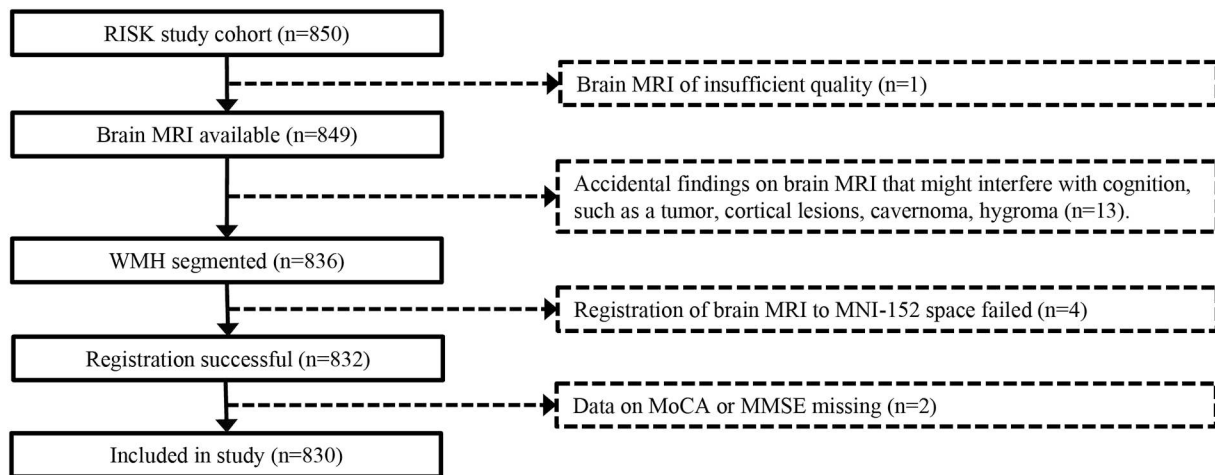 RISK study cohort (n=850)
Brain MRI of insufficient quality (n=1)
Brain MRI available (n=849)
Accidental findings on brain MRI that might interfere with cognition,
such as a tumor, cortical lesions, cavernoma, hygroma (n=13).
WMH segmented (n=836)
Registration of brain MRI to MNI-152 space failed (n=4)
Registration successful (n=832)
Data on MoCA or MMSE missing (n=2)
Included in study (n=830)